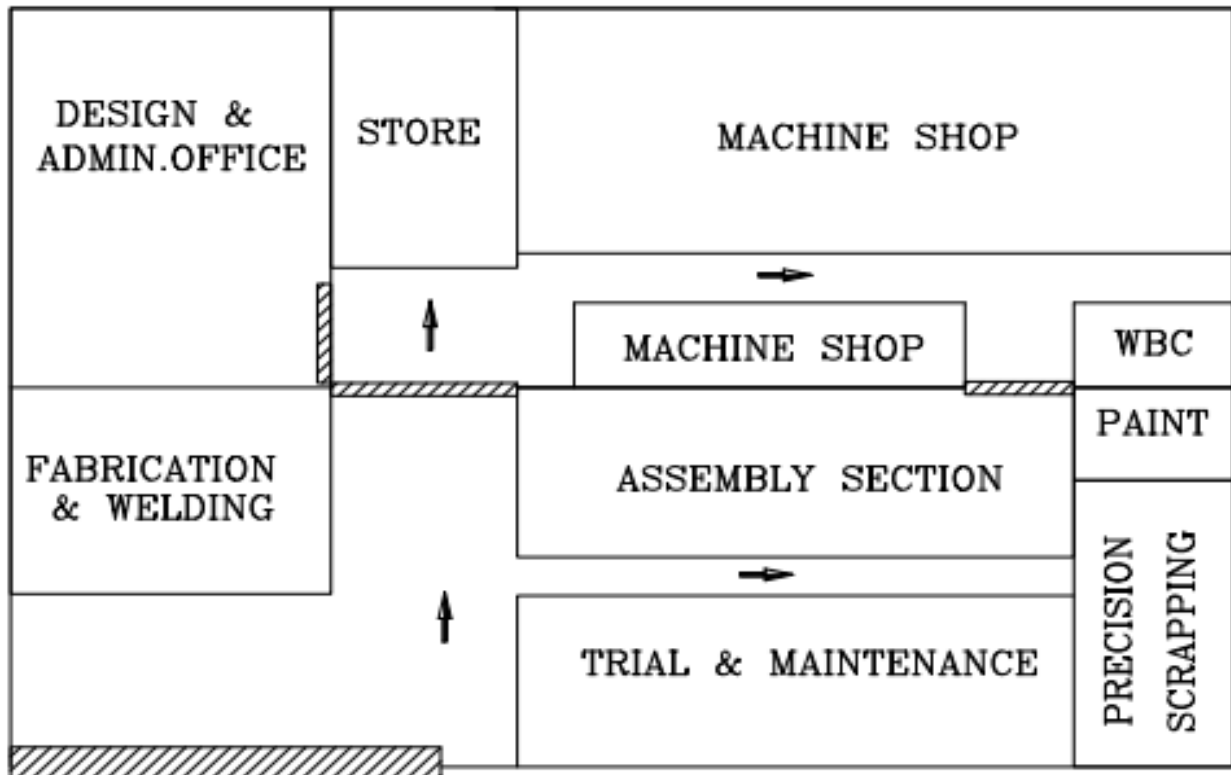 DESIGN &
ADMIN.OFFICE
STORE
MACHINE SHOP
MACHINE SHOP
WBC
PAINT
FABRICATION
& WELDING
ASSEMBLY SECTION
TRIAL & MAINTENANCE
PRECISION
SCRAPPING